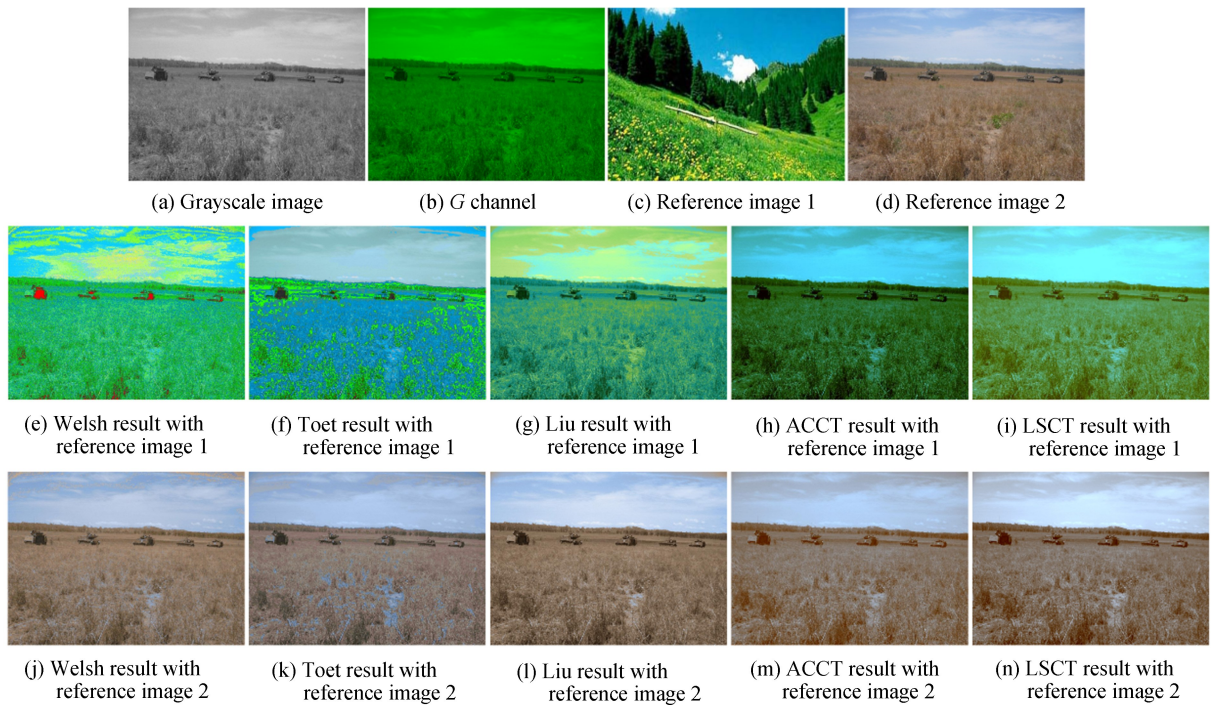 (a) Grayscale image
(b) G channel
(c) Reference image 1
(d) Reference image 2
(e) Welsh result with
reference image 1
(f) Toet result with
reference image 1
(g) Liu result with
reference image 1
(h) ACCT result with
reference image 1
(i) LSCT result with
reference image 1
(j) Welsh result with
reference image 2
(k) Toet result with
reference image 2
(l) Liu result with
reference image 2
(m) ACCT result with
reference image 2
(n) LSCT result with
reference image 2